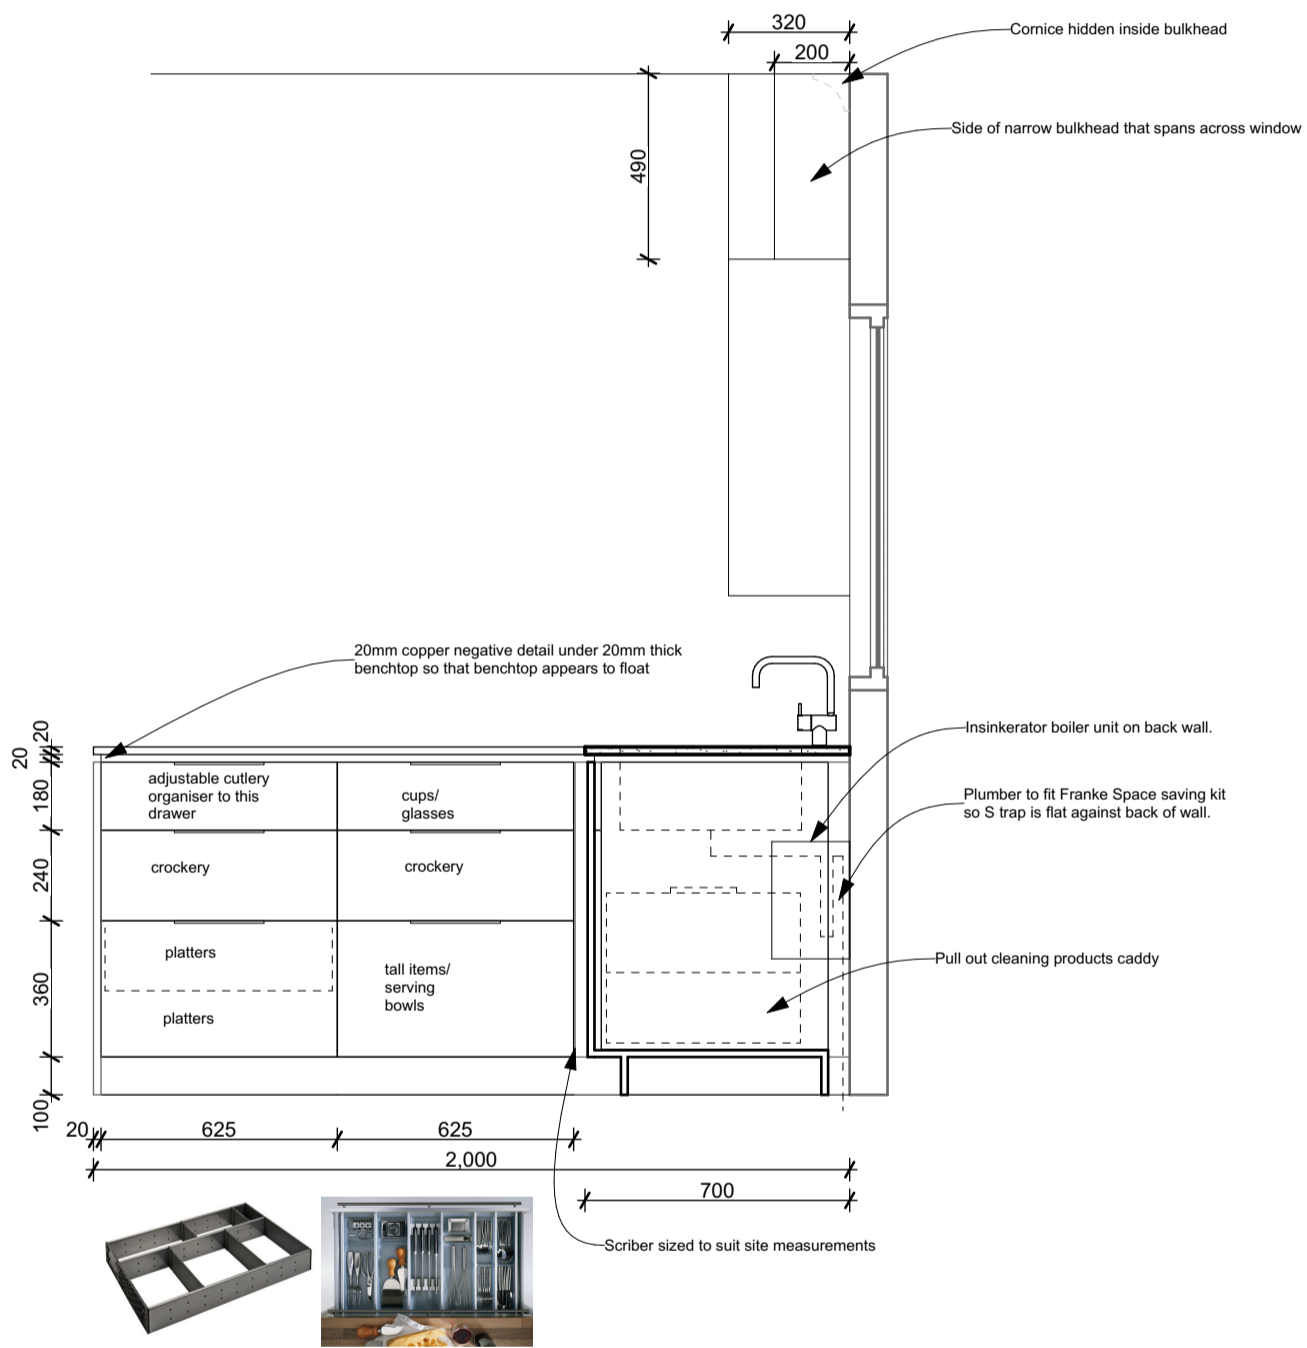 320
Cornice hidden inside bulkhead
200
Side of narrow bulkhead that spans across window
490
20mm copper negative detail under 20mm thick
benchtop so that benchtop appears to float
20
20
Insinkerator boiler unit on back wall.
180
adjustable cutlery
organiser to this
drawer
cups/
glasses
Plumber to fit Franke Space saving kit
so S trap is flat against back of wall.
240
crockery
crockery
360
platters
platters
tall items/
serving
bowls
Pull out cleaning products caddy
100
20
625
625
2,000
700
Scriber sized to suit site measurements